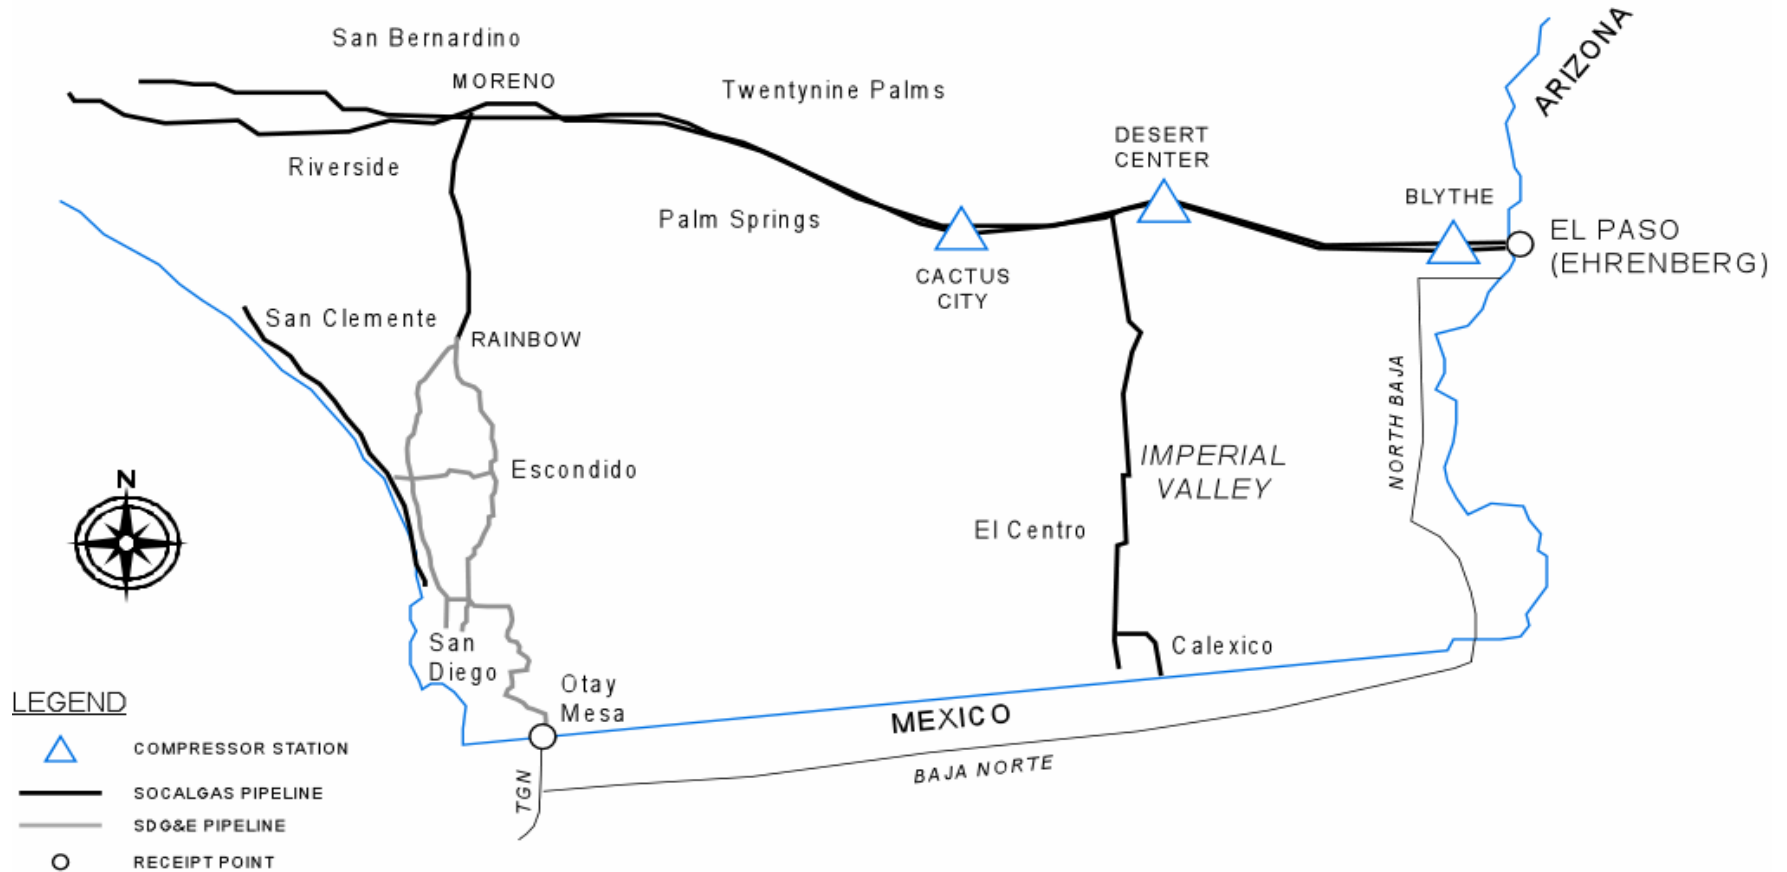 San Bernardino
MORENO
Twentynine Palms
ARIZONA
DESERT
CENTER
Riverside
BLYTHE
Palm Springs
EL PASO
(EHRENBERG)
CACTUS
CITY
San Clemente
RAINBOW
NORTH BAJA
IMPERIAL
VALLEY
Escondido
N
El Centro
San
Diego
Calexico
Otay
Mesa
MEXICO
BAJA NORTE
TGN
LEGEND
COMPRESSOR STATION
SOCALGAS PIPELINE
SDG&E PIPELINE
RECEIPT POINT